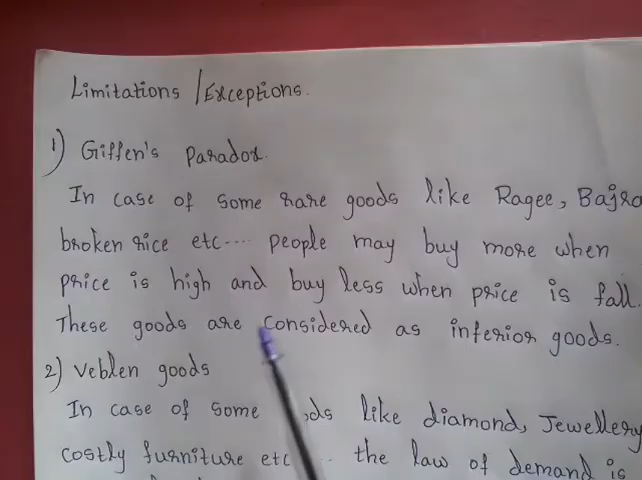 Limitations / Exceptions.
1) Giffen's Paradox.
In case of some rare goods like Ragee, Bajra
broken rice etc.... people may buy more when
price is high and buy less when price is fall.
These goods are considered as inferior goods.
2) Veblen goods
In case of some ods like diamond, Jewellery
costly furniture etc.... the law of demand is